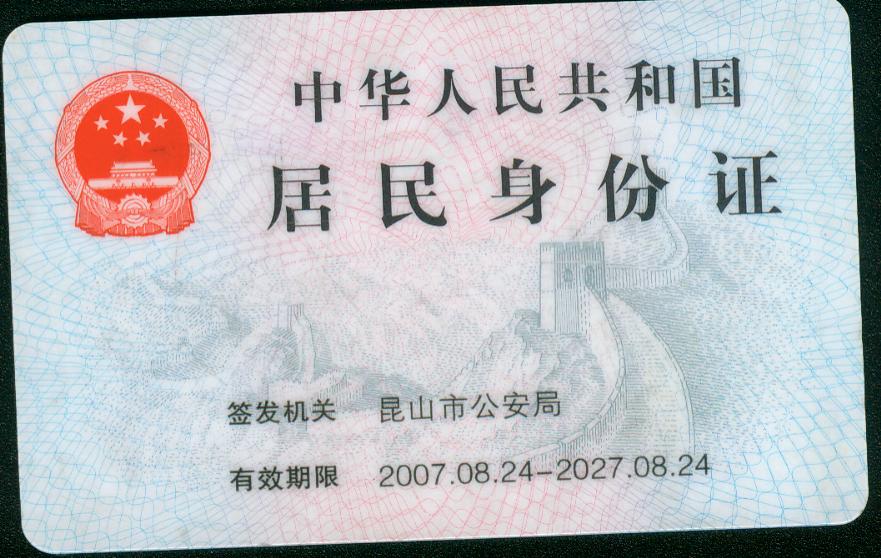 中华人民共和国
居民身份证
签发机关 昆山市公安局
有效期限 2007.08.24-2027.08.24